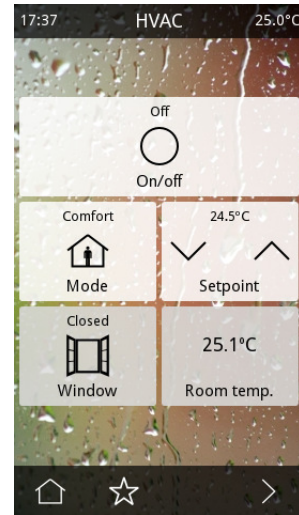 17:37 HVAC 25.0°C
Off
On/off
Comfort
Mode
24.5°C
Setpoint
Closed
Window
25.1°C
Room temp.